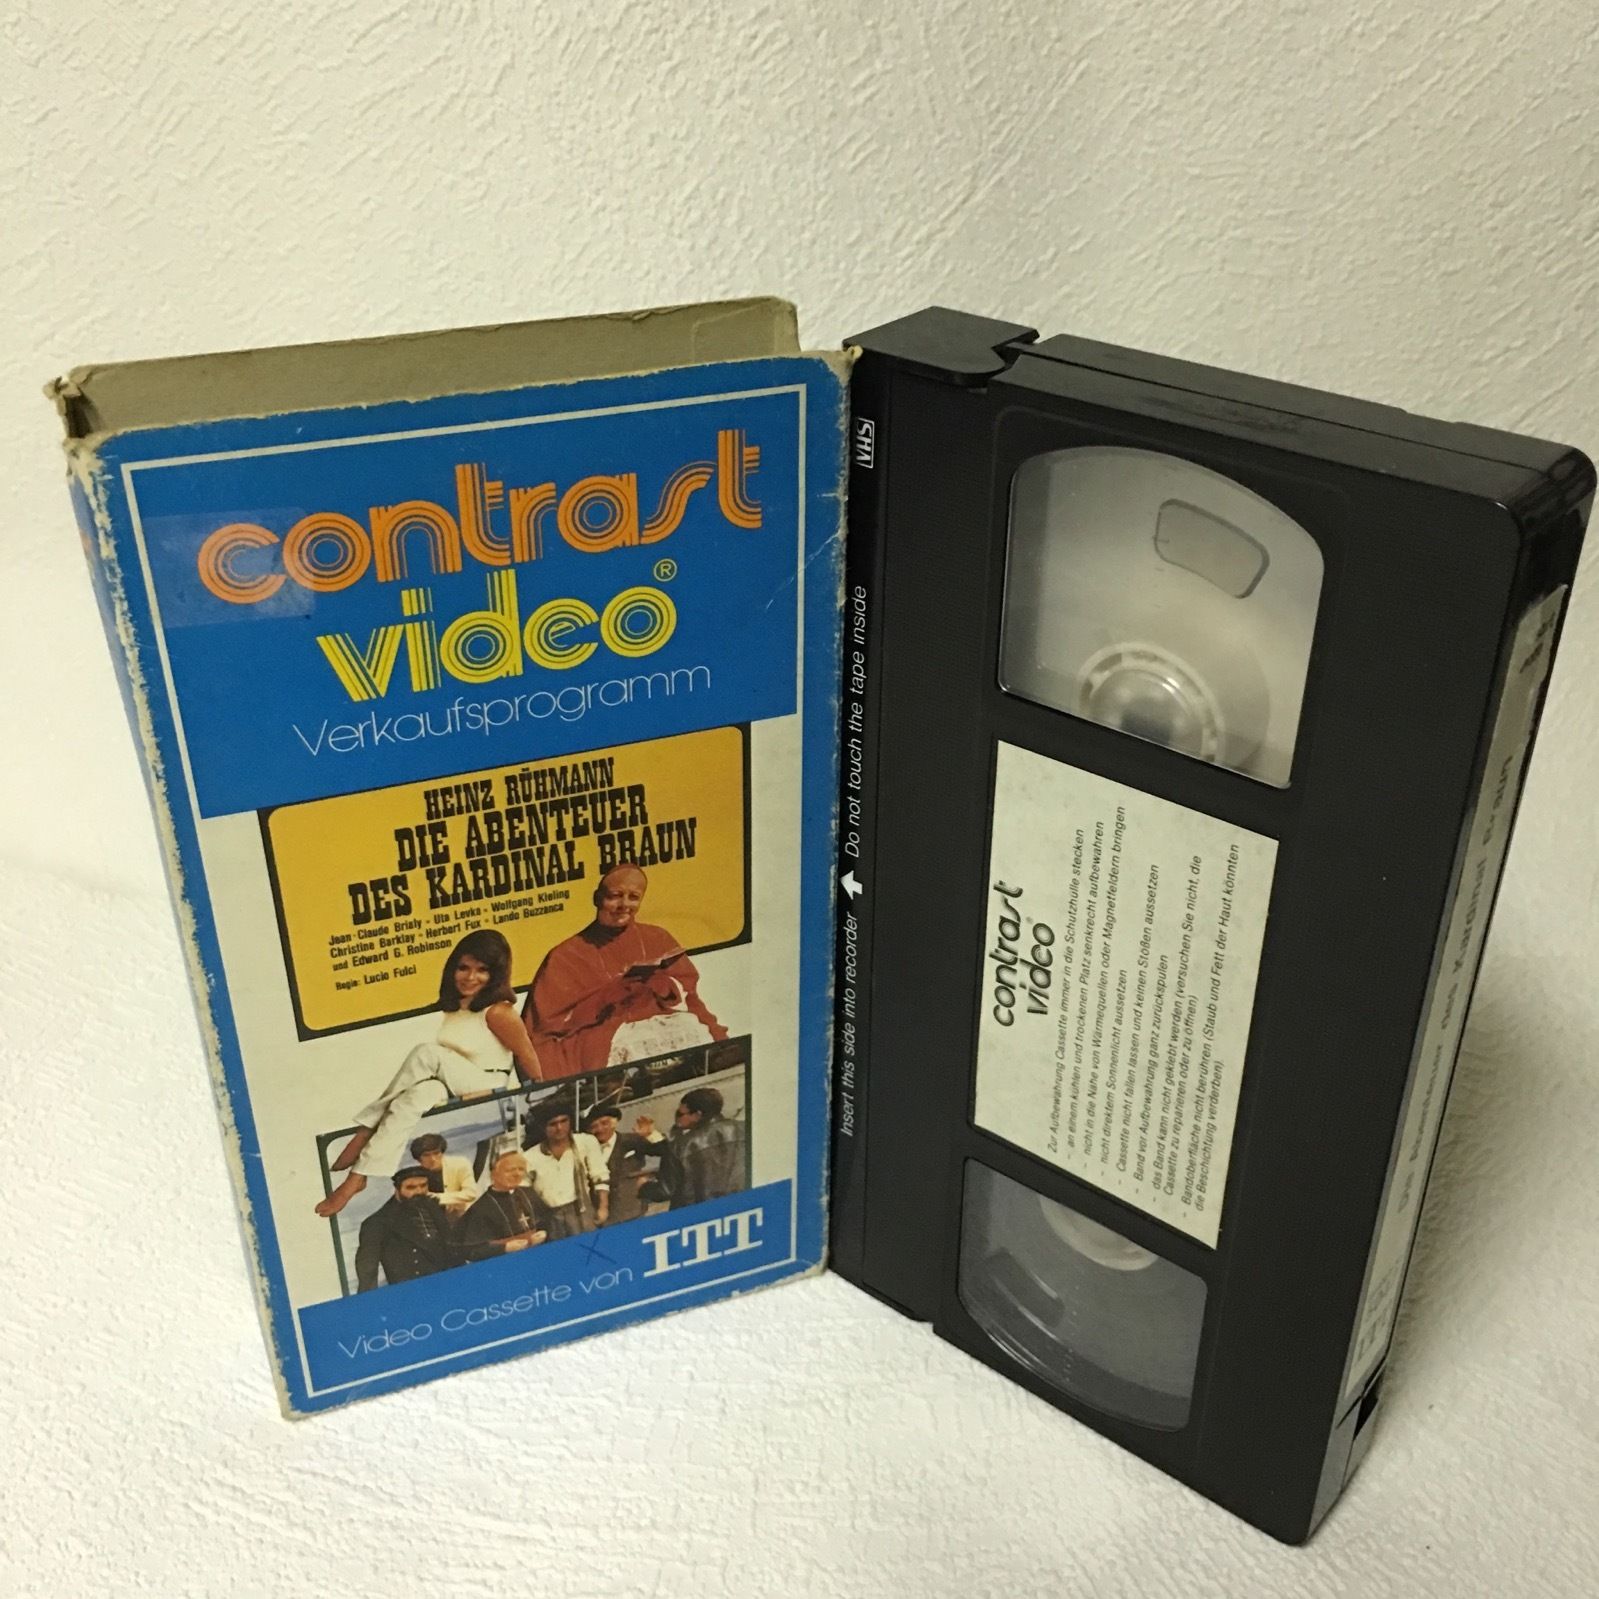 contrast
video®
Verkaufsprogramm
HEINZ RÜHMANN
DIE ABENTEUER
DES KARDINAL BRAUN
Jean-Claude Brialy - Uta Levka - Wolfgang Kieling
Christine Barklay - Herbert Fux - Lando Buzzanca
und Edward G. Robinson
Regie: Lucio Fulci
Video Cassette von ITT
VHS
Insert this side into recorder Do not touch the tape inside
contrast
video
Zur Aufbewahrung Cassette immer in die Schutzhülle stecken
- an einem kühlen und trockenen Platz senkrecht aufbewahren
- nicht in die Nähe von Wärmequellen oder Magnetfeldern bringen
- nicht direktem Sonnenlicht aussetzen
- Cassette nicht fallen lassen und keinen Stößen aussetzen
- Band vor Aufbewahrung ganz zurückspulen
- das Band kann nicht geklebt werden (versuchen Sie nicht, die
Cassette zu reparieren oder zu öffnen)
- Bandoberfläche nicht berühren (Staub und Fett der Haut könnten
die Beschichtung verderben).
Die Abenteuer des Kardinal Braun